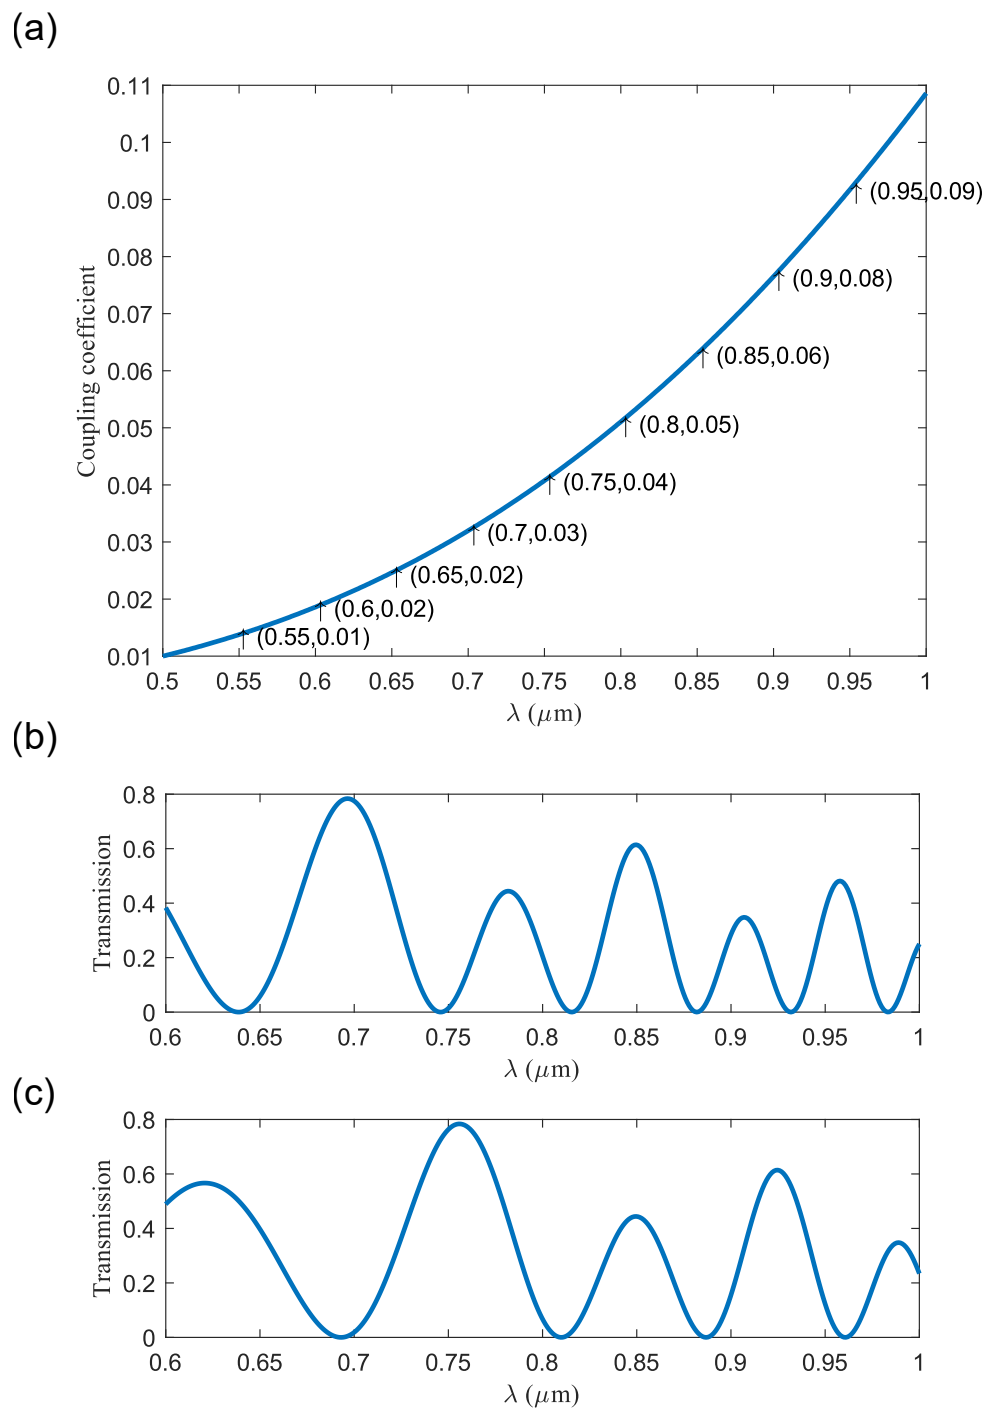 (a)
0.11
0.1
0.09
0.08
0.07
0.06
0.05
0.04
0.03
0.02
0.01
Coupling coefficient
(0.95,0.09)
(0.9,0.08)
(0.85,0.06)
(0.8,0.05)
(0.75,0.04)
(0.7,0.03)
(0.65,0.02)
(0.6,0.02)
(0.55,0.01)
0.5 0.55 0.6 0.65 0.7 0.75 0.8 0.85 0.9 0.95 1
λ (μm)
(b)
0.8
0.6
0.4
0.2
0
Transmission
0.6 0.65 0.7 0.75 0.8 0.85 0.9 0.95 1
λ (μm)
(c)
0.8
0.6
0.4
0.2
0
Transmission
0.6 0.65 0.7 0.75 0.8 0.85 0.9 0.95 1
λ (μm)